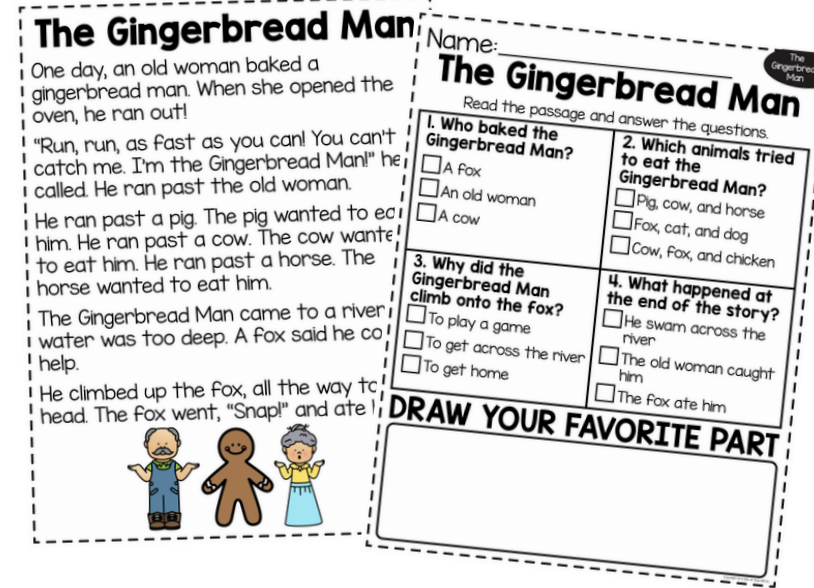 The Gingerbread Man
One day, an old woman baked a
gingerbread man. When she opened the
oven, he ran out!
"Run, run, as fast as you can! You can't
catch me. I'm the Gingerbread Man!" he
called. He ran past the old woman.
He ran past a pig. The pig wanted to
him. He ran past a cow. The cow
to eat him. He ran past a horse. The
horse wanted to eat him.
The Gingerbread Man came to a river
water was too deep. A fox said he
help.
He climbed up the fox, all the way
head. The fox went, "Snap!" and ate
Name:
The Gingerbread Man
Read the passage and answer the questions.
1. Who baked the
Gingerbread Man?
A fox
An old woman
A cow
2. Which animals tried
to eat the
Gingerbread Man?
Pig, cow, and horse
Fox, cat, and dog
Cow, fox, and chicken
3. Why did the
Gingerbread Man
climb onto the fox?
To play a game
To get across the river
To get home
4. What happened at
the end of the story?
He swam across the
river
The old woman caught
him
The fox ate him
DRAW YOUR FAVORITE PART
The
Man